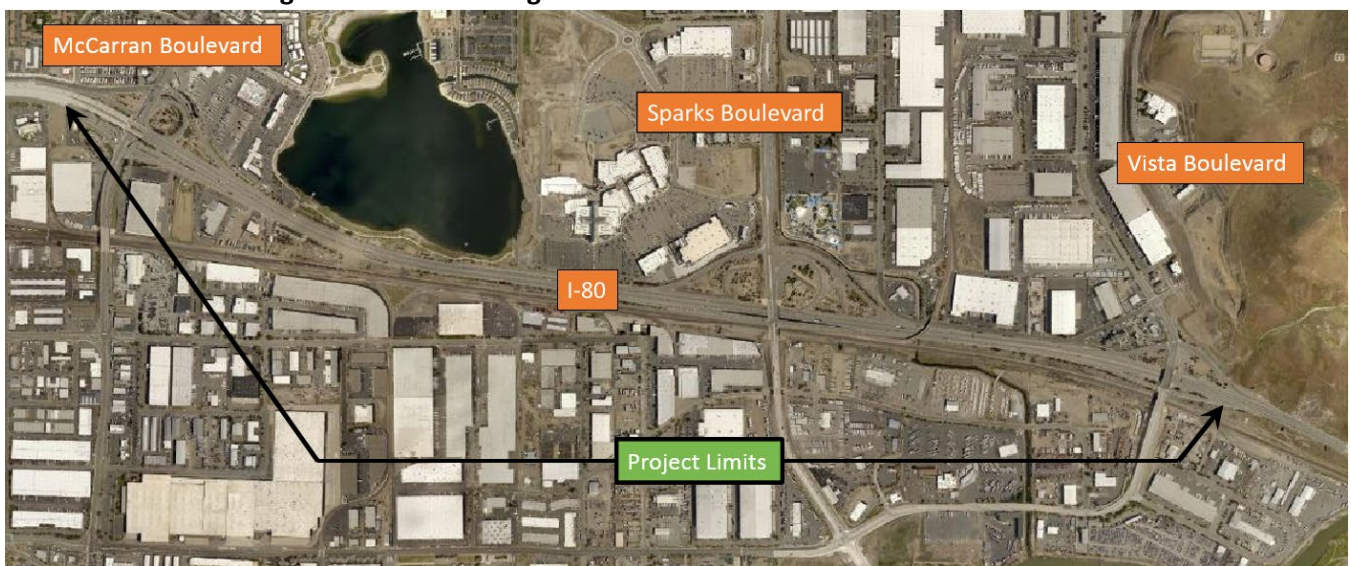 McCarran Boulevard
Sparks Boulevard
Vista Boulevard
I-80
Project Limits